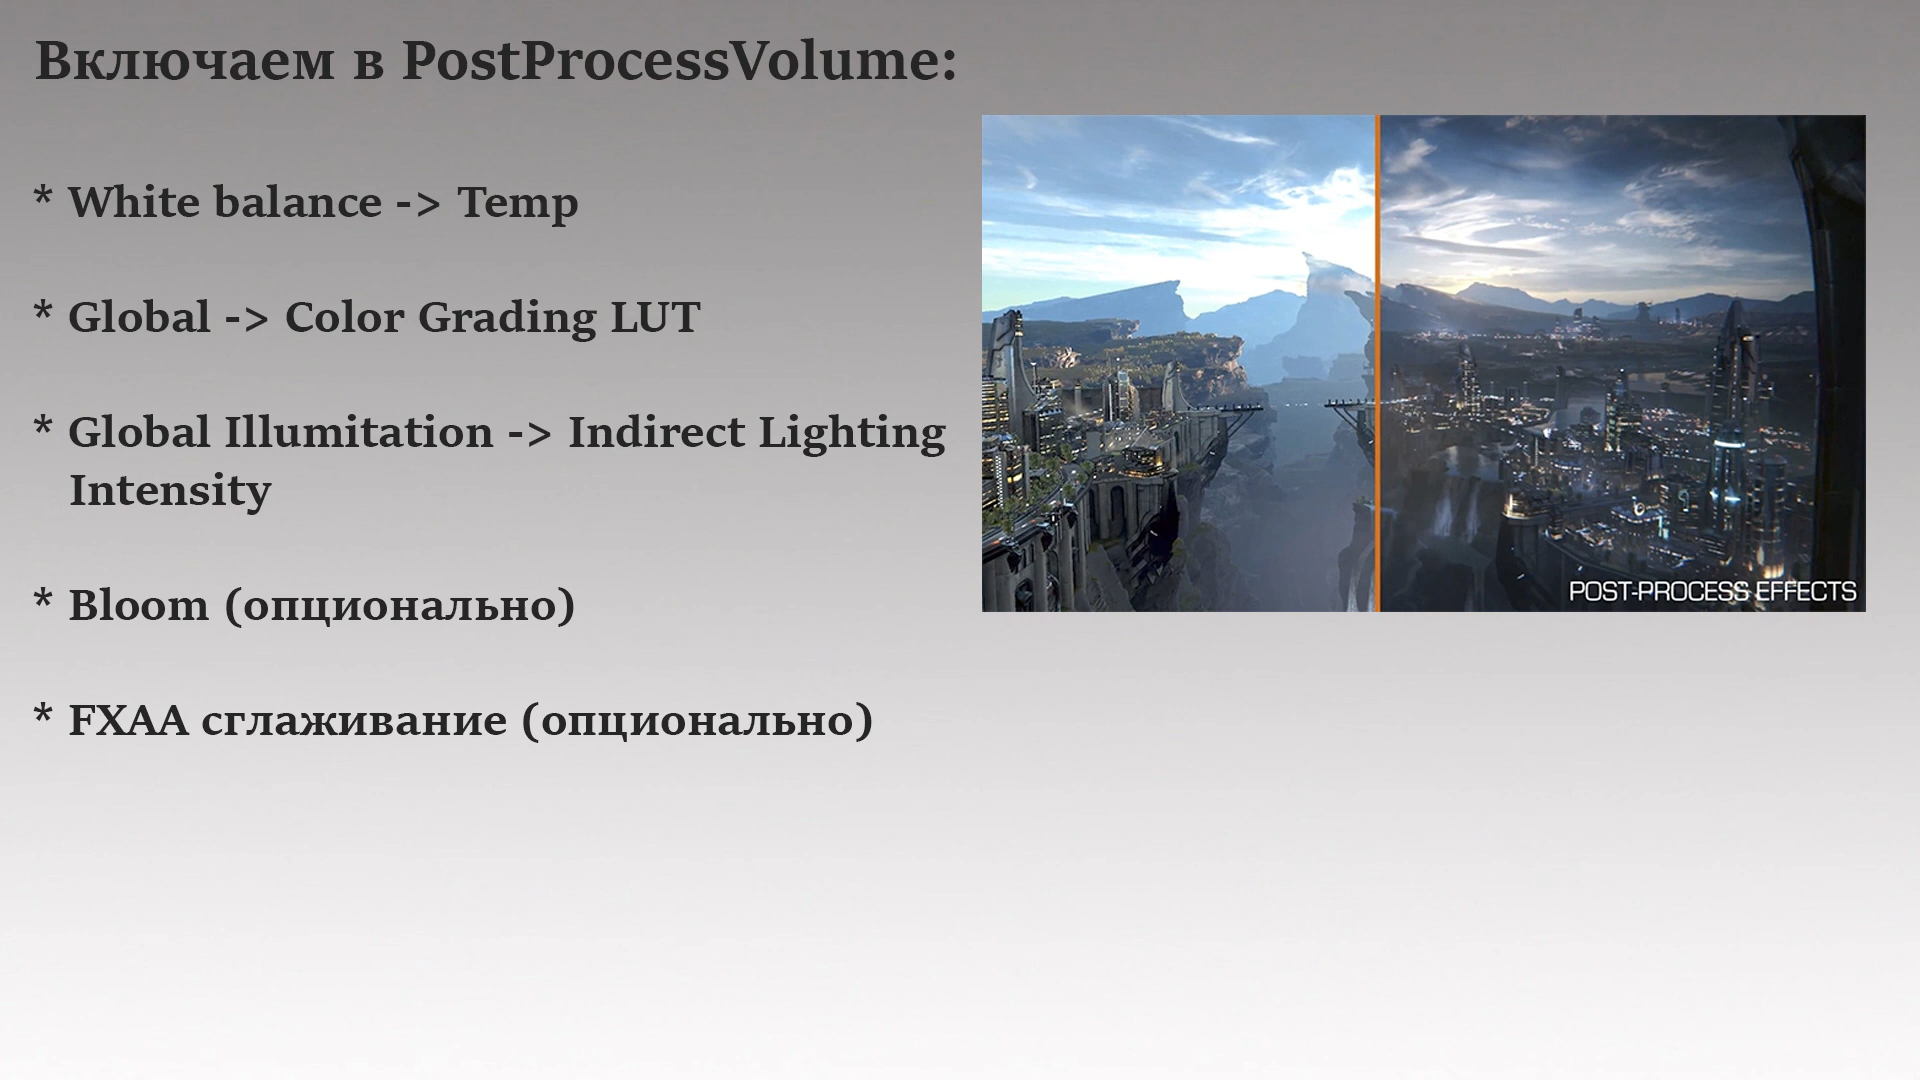 Включаем в PostProcessVolume:
* White balance -> Temp
* Global -> Color Grading LUT
* Global Illumitation -> Indirect Lighting
Intensity
* Bloom (опционально)
* FXAA сглаживание (опционально)
POST-PROCESS EFFECTS